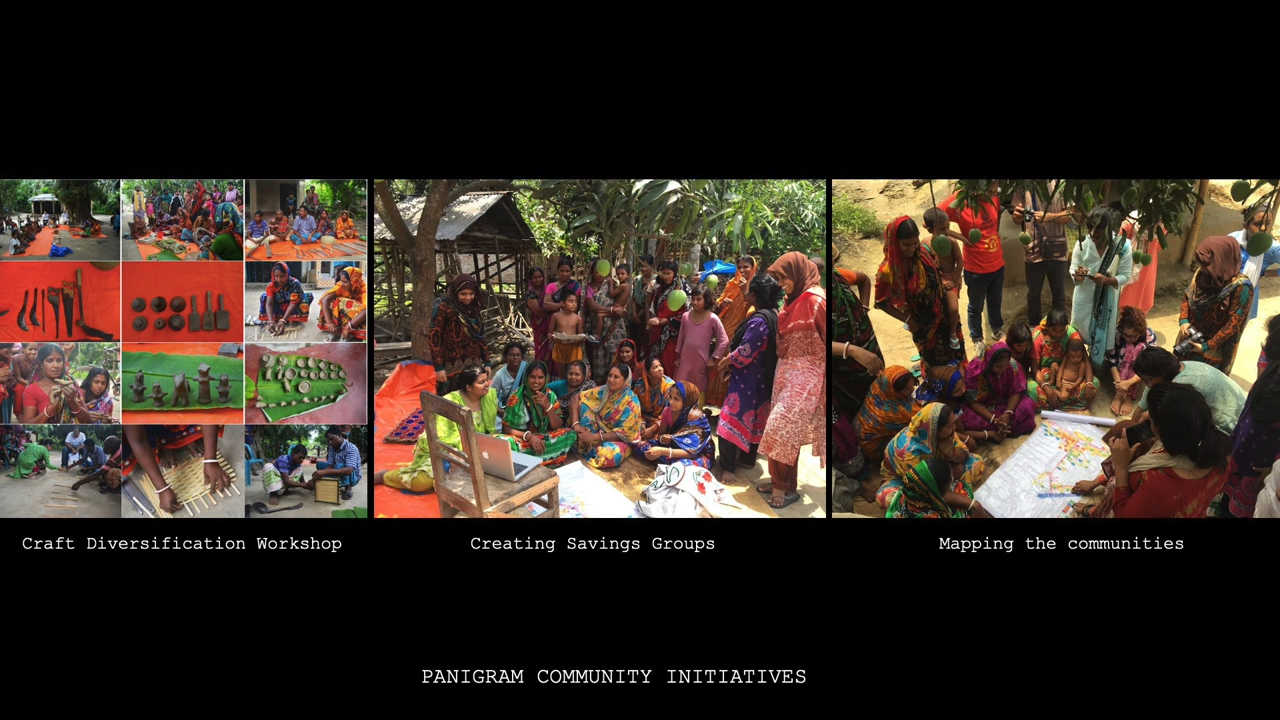 Craft Diversification Workshop
Creating Savings Groups
Mapping the communities
PANIGRAM COMMUNITY INITIATIVES